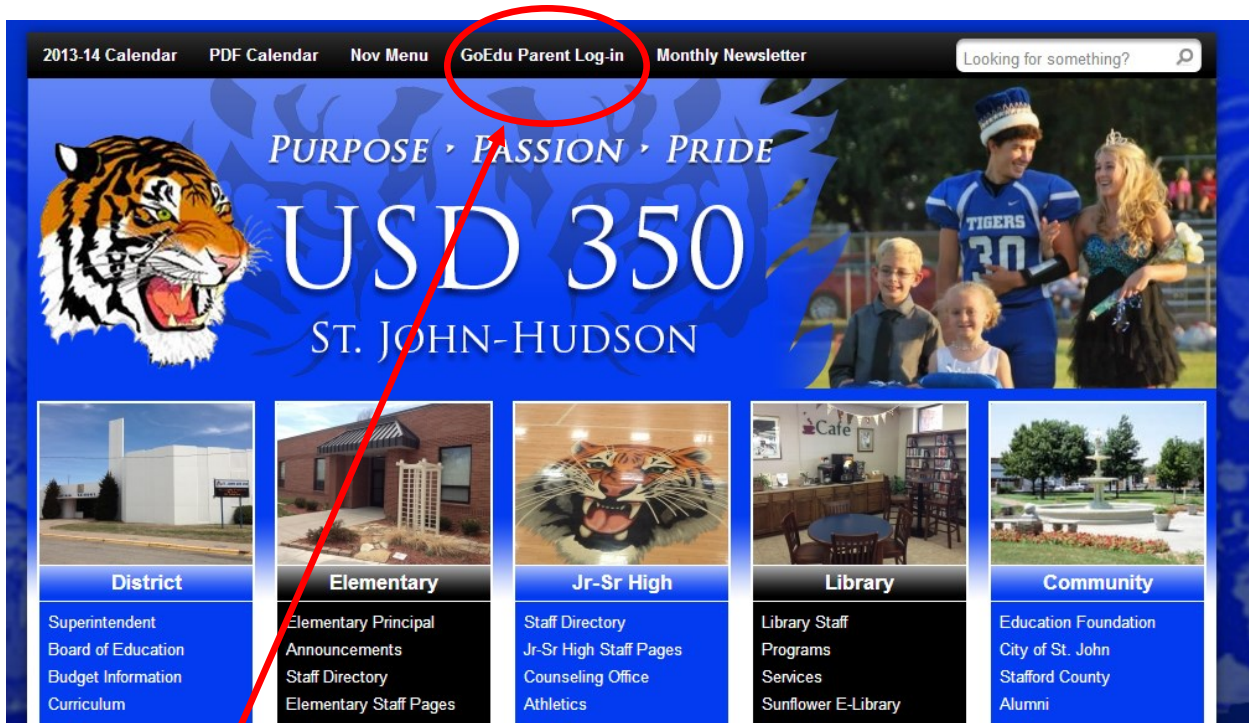 2013-14 Calendar PDF Calendar Nov Menu GoEdu Parent Log-in Monthly Newsletter Looking for something?
PURPOSE · PASSION · PRIDE
USD 350
ST. JOHN-HUDSON
TIGERS
30
Cafe
District
Superintendent
Board of Education
Budget Information
Curriculum
Elementary
Elementary Principal
Announcements
Staff Directory
Elementary Staff Pages
Jr-Sr High
Staff Directory
Jr-Sr High Staff Pages
Counseling Office
Athletics
Library
Library Staff
Programs
Services
Sunflower E-Library
Community
Education Foundation
City of St. John
Stafford County
Alumni